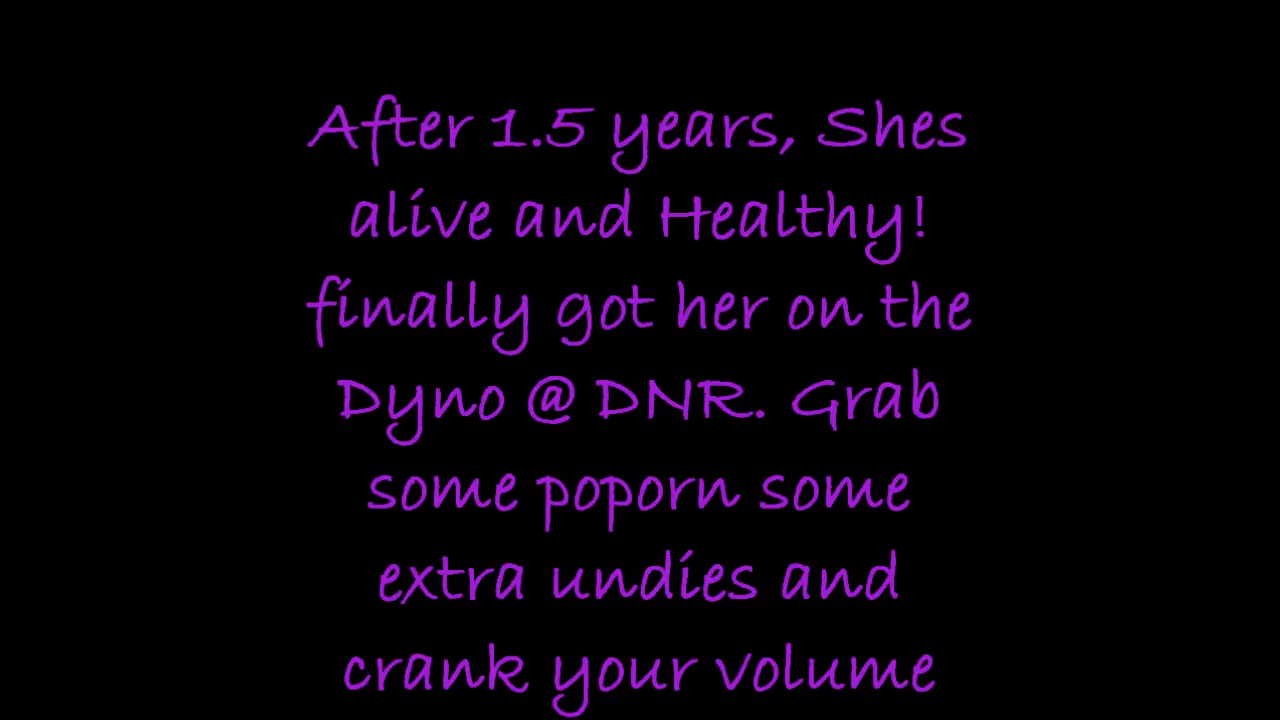 After 1.5 years, Shes
alive and Healthy!
finally got her on the
Dyno @ DNR. Grab
some poporn some
extra undies and
crank your volume